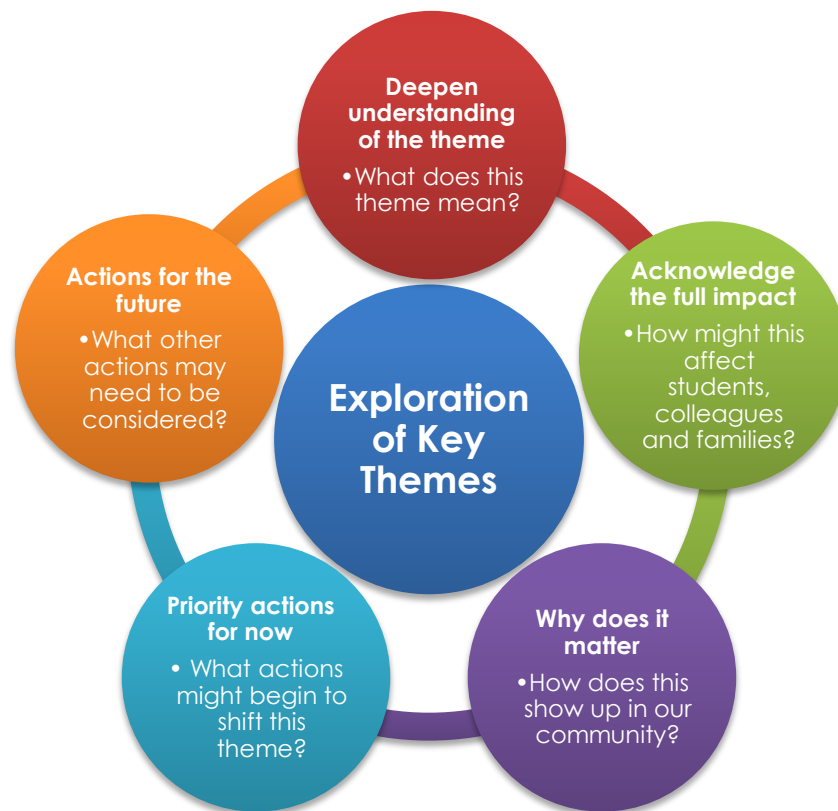 Deepen
understanding
of the theme
•What does this
theme mean?
Acknowledge
the full impact
•How might this
affect
students,
colleagues
and families?
Why does it
matter
•How does this
show up in our
community?
Priority actions
for now
• What actions
might begin to
shift this
theme?
Actions for the
future
•What other
actions may
need to be
considered?
Exploration
of Key
Themes